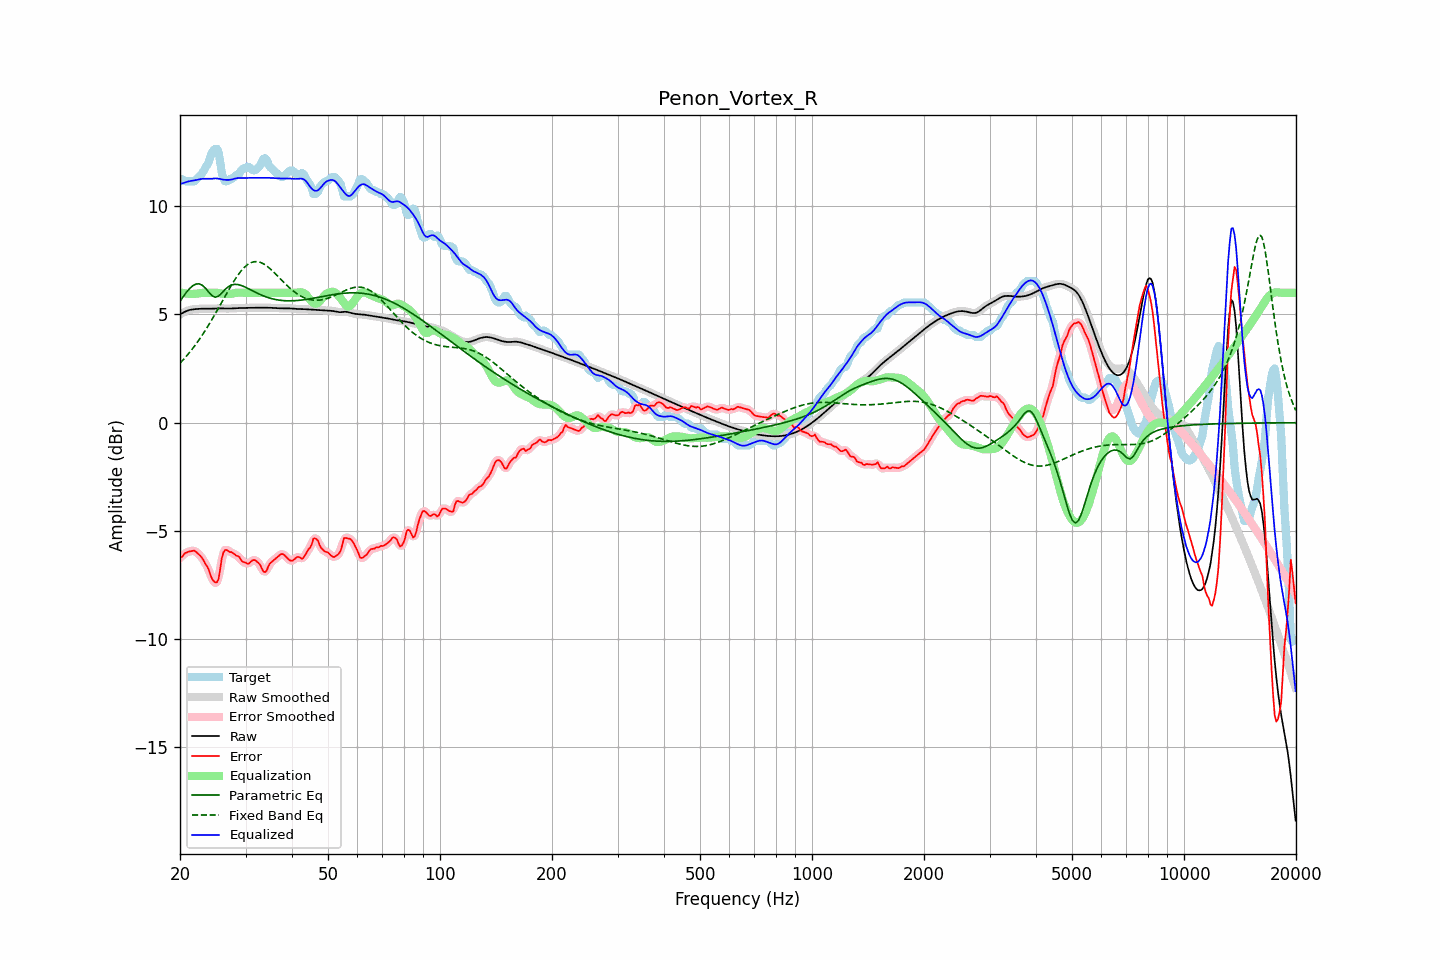 Penon_Vortex_R
Amplitude (dBr)
10
5
0
−5
−10
−15
Target
Raw Smoothed
Error Smoothed
Raw
Error
Equalization
Parametric Eq
Fixed Band Eq
Equalized
20 50 100 200 500 1000 2000 5000 10000 20000
Frequency (Hz)